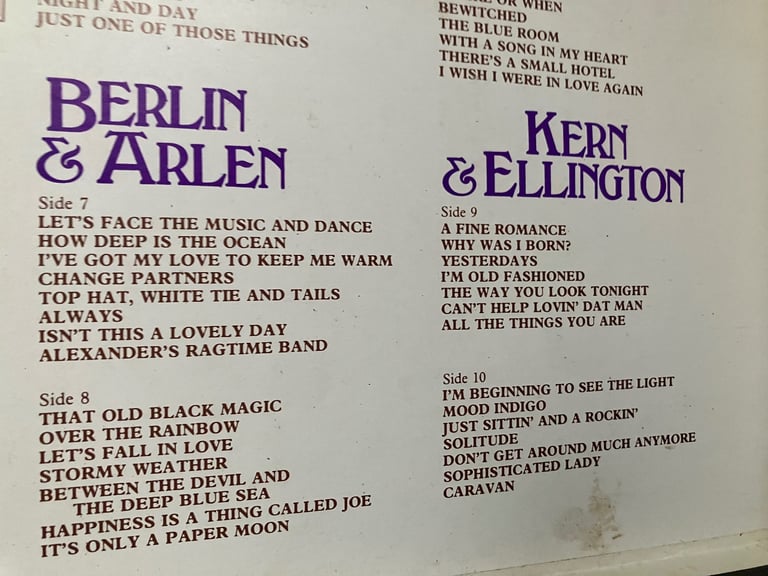 NIGHT AND DAY
JUST ONE OF THOSE THINGS
BERLIN
& ARLEN
Side 7
LET'S FACE THE MUSIC AND DANCE
HOW DEEP IS THE OCEAN
I'VE GOT MY LOVE TO KEEP ME WARM
CHANGE PARTNERS
TOP HAT, WHITE TIE AND TAILS
ALWAYS
ISN'T THIS A LOVELY DAY
ALEXANDER'S RAGTIME BAND
Side 8
THAT OLD BLACK MAGIC
OVER THE RAINBOW
LET'S FALL IN LOVE
STORMY WEATHER
BETWEEN THE DEVIL AND
THE DEEP BLUE SEA
HAPPINESS IS A THING CALLED JOE
IT'S ONLY A PAPER MOON
OR WHEN
BEWITCHED
THE BLUE ROOM
WITH A SONG IN MY HEART
THERE'S A SMALL HOTEL
I WISH I WERE IN LOVE AGAIN
KERN
& ELLINGTON
Side 9
A FINE ROMANCE
WHY WAS I BORN?
YESTERDAYS
I'M OLD FASHIONED
THE WAY YOU LOOK TONIGHT
CAN'T HELP LOVIN' DAT MAN
ALL THE THINGS YOU ARE
Side 10
I'M BEGINNING TO SEE THE LIGHT
MOOD INDIGO
JUST SITTIN' AND A ROCKIN'
SOLITUDE
DON'T GET AROUND MUCH ANYMORE
SOPHISTICATED LADY
CARAVAN